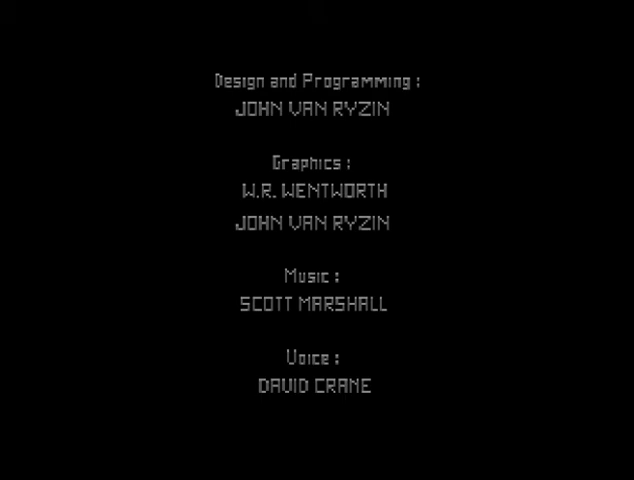 Design and Programming :
JOHN VAN RYZIN
Graphics :
W.R. WENTWORTH
JOHN VAN RYZIN
Music :
SCOTT MARSHALL
Voice :
DAVID CRANE